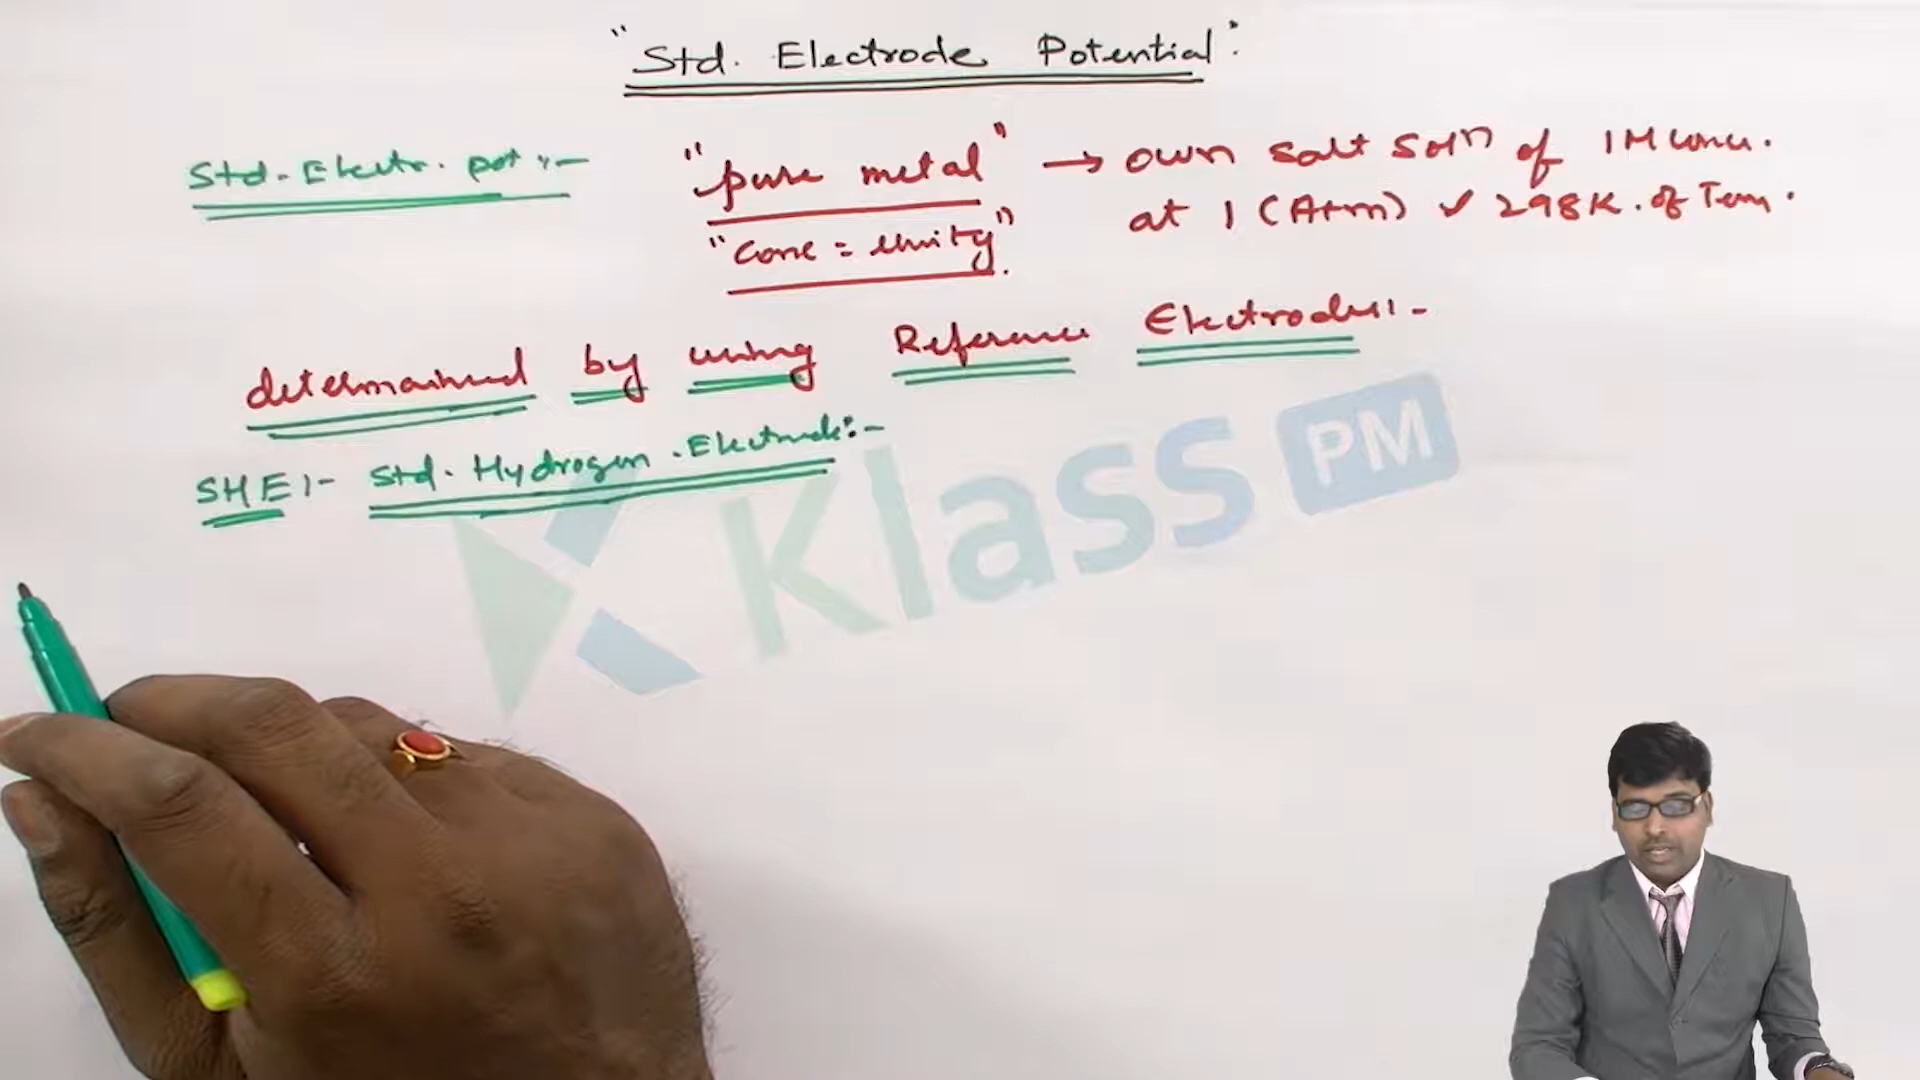 "Std. Electrode Potential:
Std. Electr. pot :-
"pure metal" → own salt soln of 1M conc.
"conc = unity".
at 1 (Atm) ✓ 298K. of Tem.
determained by using Reference Electrodes:-
SHE:- Std. Hydrogen. Electrode:-
Klass PM